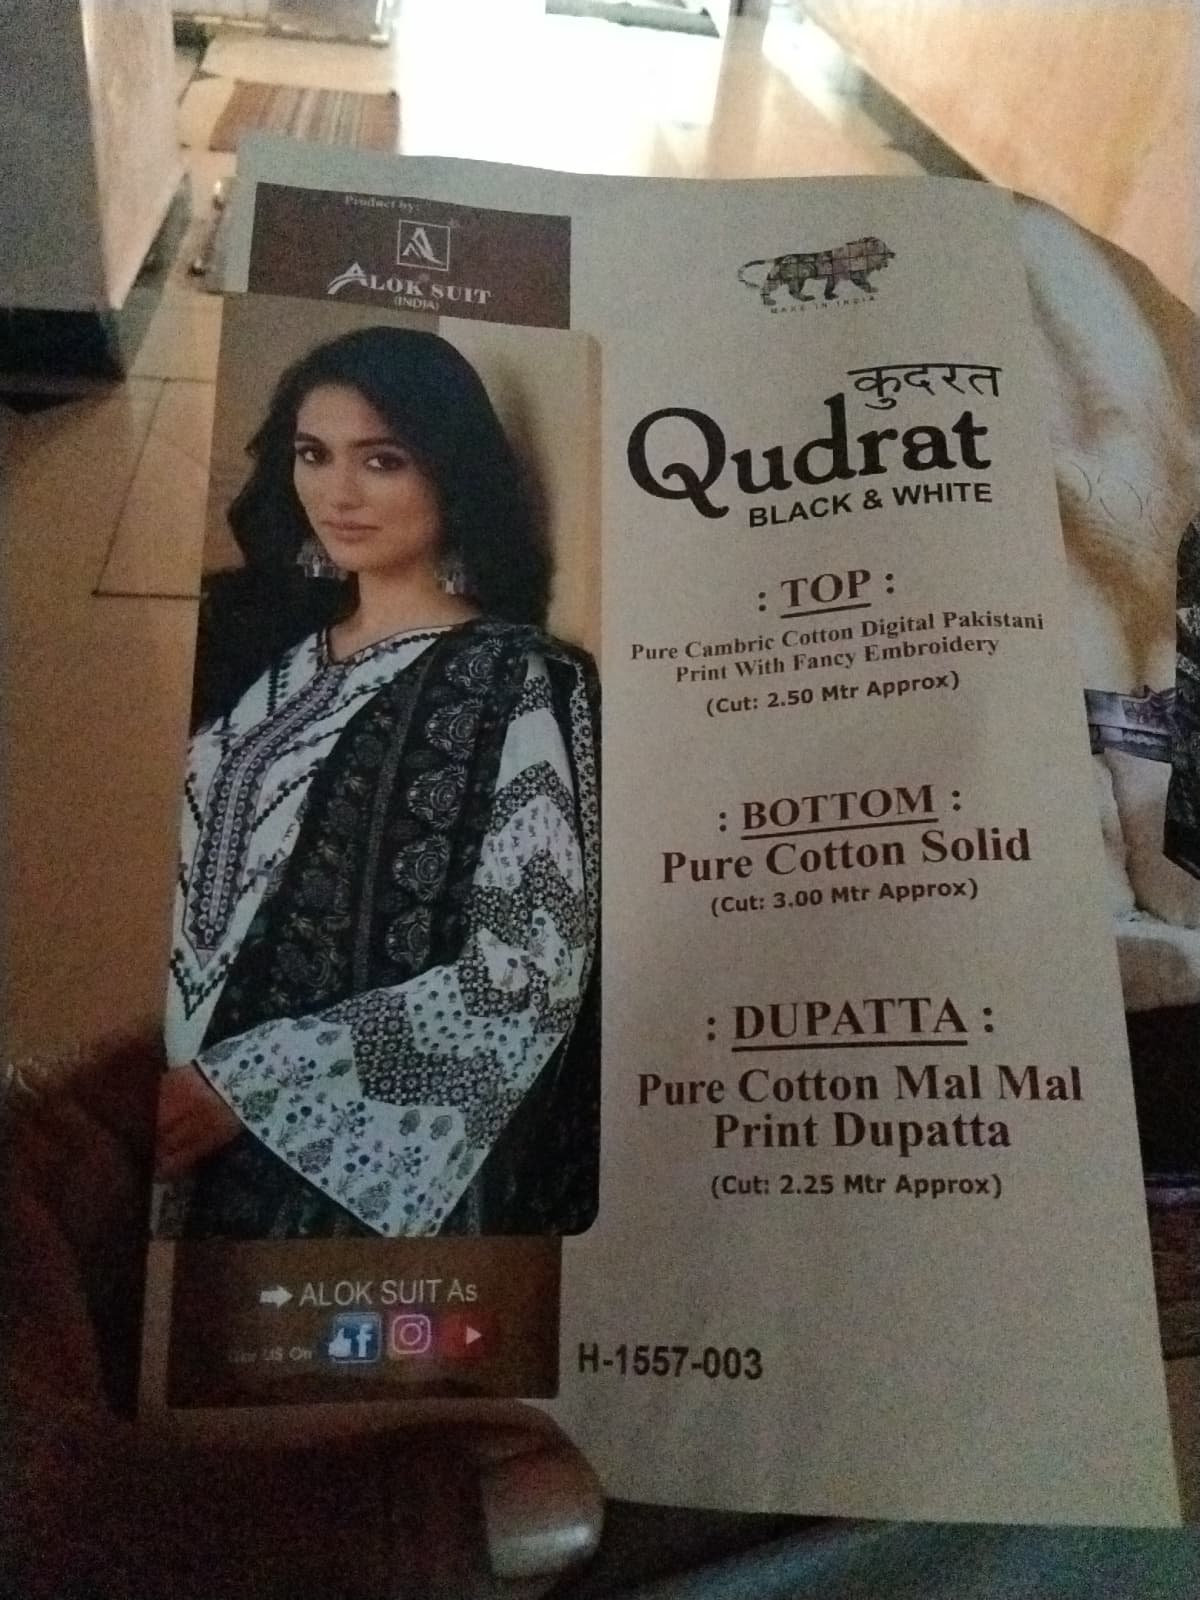 Product by:
ALOK SUIT
(INDIA)
MAKE IN INDIA
कुदरत
Qudrat
BLACK & WHITE
: TOP :
Pure Cambric Cotton Digital Pakistani
Print With Fancy Embroidery
(Cut: 2.50 Mtr Approx)
: BOTTOM :
Pure Cotton Solid
(Cut: 3.00 Mtr Approx)
: DUPATTA :
Pure Cotton Mal Mal
Print Dupatta
(Cut: 2.25 Mtr Approx)
ALOK SUIT As
US On
H-1557-003